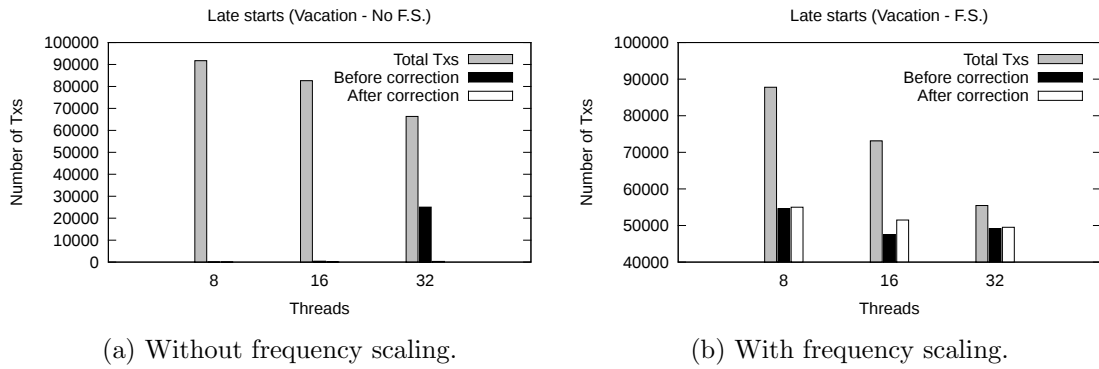 Late starts (Vacation - No F.S.)
100000
90000
80000
70000
60000
50000
40000
30000
20000
10000
0
Number of Txs
Total Txs
Before correction
After correction
8 16 32
Threads
(a) Without frequency scaling.
Late starts (Vacation - F.S.)
100000
90000
80000
70000
60000
50000
40000
Number of Txs
Total Txs
Before correction
After correction
8 16 32
Threads
(b) With frequency scaling.